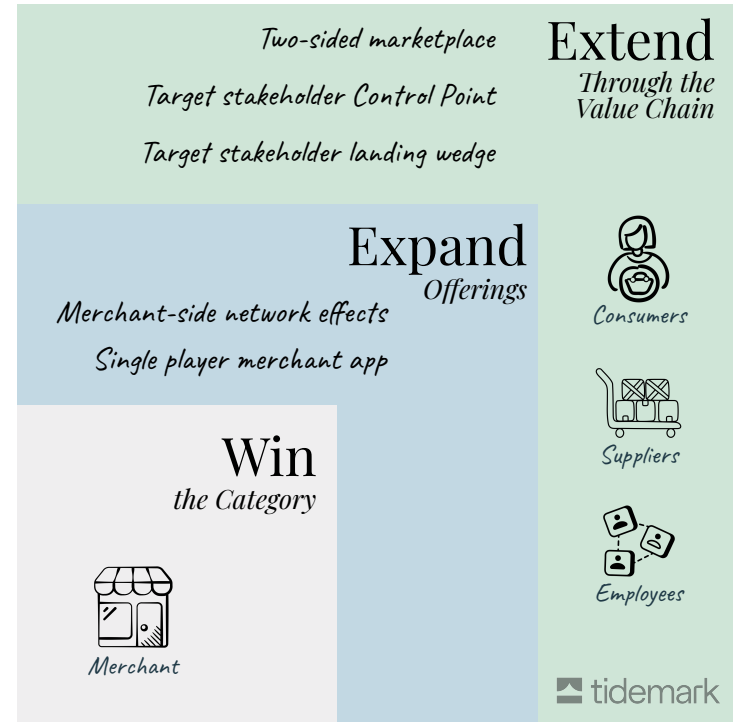 Two-sided marketplace
Target stakeholder Control Point
Target stakeholder landing wedge
Extend
Through the
Value Chain
Expand
Offerings
Merchant-side network effects
Single player merchant app
Win
the Category
Merchant
Consumers
Suppliers
Employees
tidemark